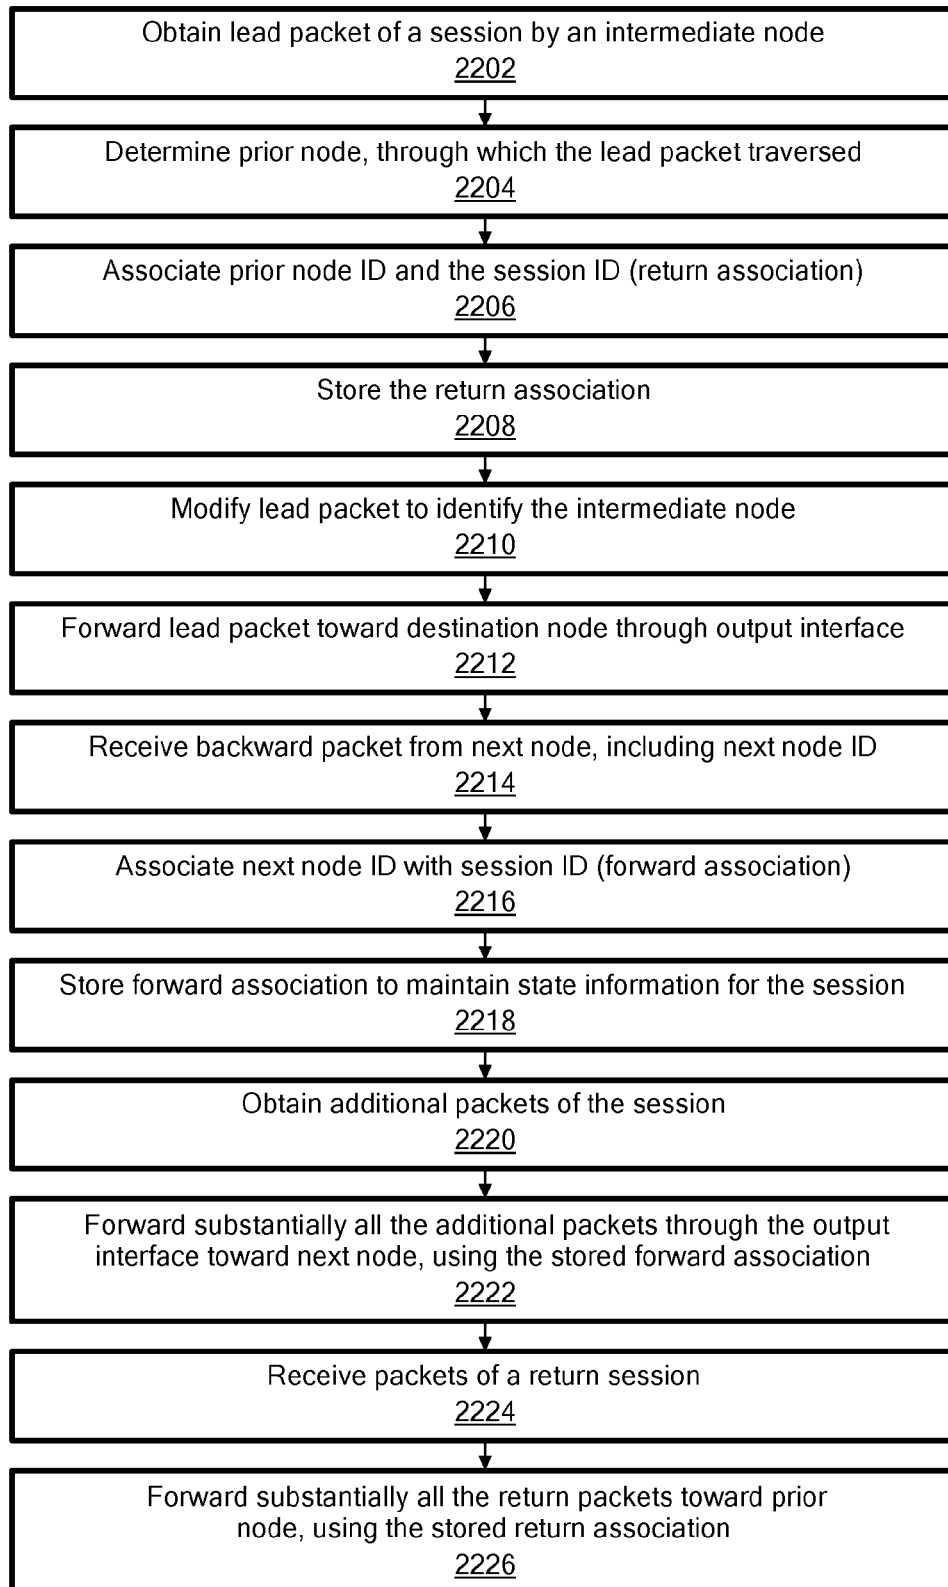 Obtain lead packet of a session by an intermediate node
2202
Determine prior node, through which the lead packet traversed
2204
Associate prior node ID and the session ID (return association)
2206
Store the return association
2208
Modify lead packet to identify the intermediate node
2210
Forward lead packet toward destination node through output interface
2212
Receive backward packet from next node, including next node ID
2214
Associate next node ID with session ID (forward association)
2216
Store forward association to maintain state information for the session
2218
Obtain additional packets of the session
2220
Forward substantially all the additional packets through the output
interface toward next node, using the stored forward association
2222
Receive packets of a return session
2224
Forward substantially all the return packets toward prior
node, using the stored return association
2226